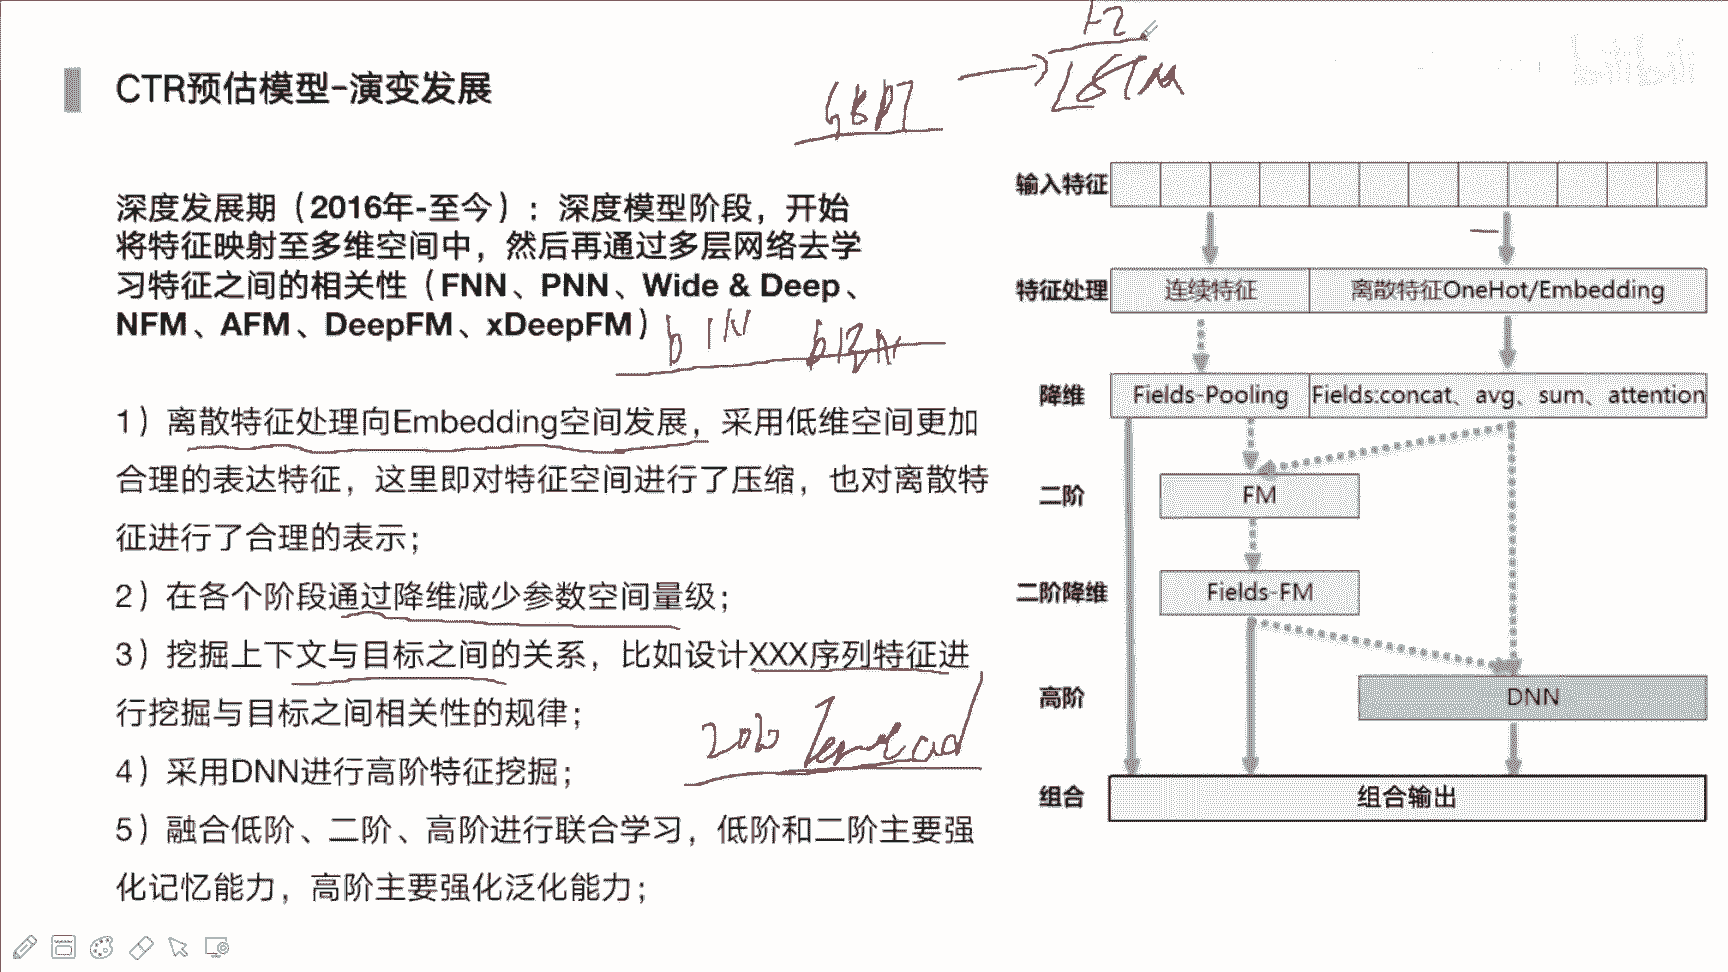 CTR预估模型-演变发展
GBDT
LSTM
深度发展期（2016年-至今）：深度模型阶段，开始
将特征映射至多维空间中，然后再通过多层网络去学
习特征之间的相关性（FNN、PNN、Wide & Deep、
NFM、AFM、DeepFM、xDeepFM）
1）离散特征处理向Embedding空间发展，采用低维空间更加
合理的表达特征，这里即对特征空间进行了压缩，也对离散特
征进行了合理的表示；
2）在各个阶段通过降维减少参数空间量级；
3）挖掘上下文与目标之间的关系，比如设计XXX序列特征进
行挖掘与目标之间相关性的规律；
4）采用DNN进行高阶特征挖掘；
5）融合低阶、二阶、高阶进行联合学习，低阶和二阶主要强
化记忆能力，高阶主要强化泛化能力；
输入特征
特征处理
连续特征
离散特征OneHot/Embedding
降维
Fields-Pooling
Fields:concat、avg、sum、attention
二阶
FM
二阶降维
Fields-FM
高阶
DNN
组合
组合输出